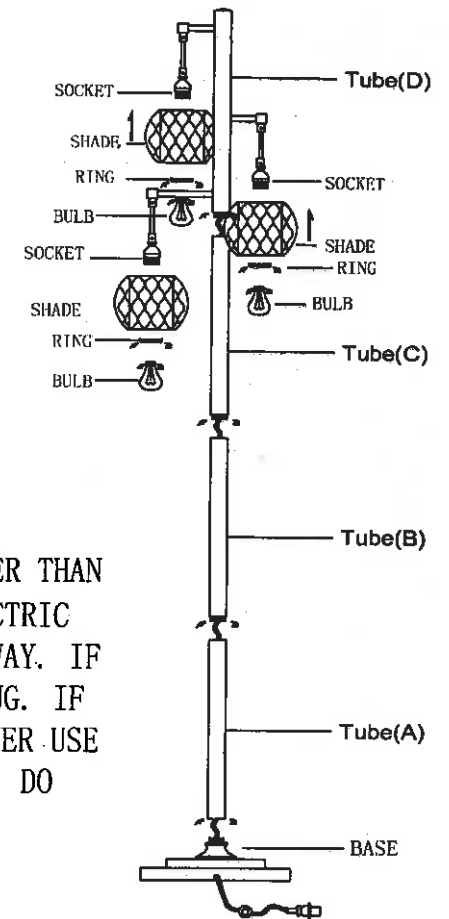 Tube(D)
SOCKET
SHADE
SOCKET
RING
BULB
SOCKET
SHADE
RING
SHADE
BULB
RING
Tube(C)
BULB
Tube(B)
ER THAN
CTRIC
WAY. IF
UG. IF
ER USE
DO
Tube(A)
BASE